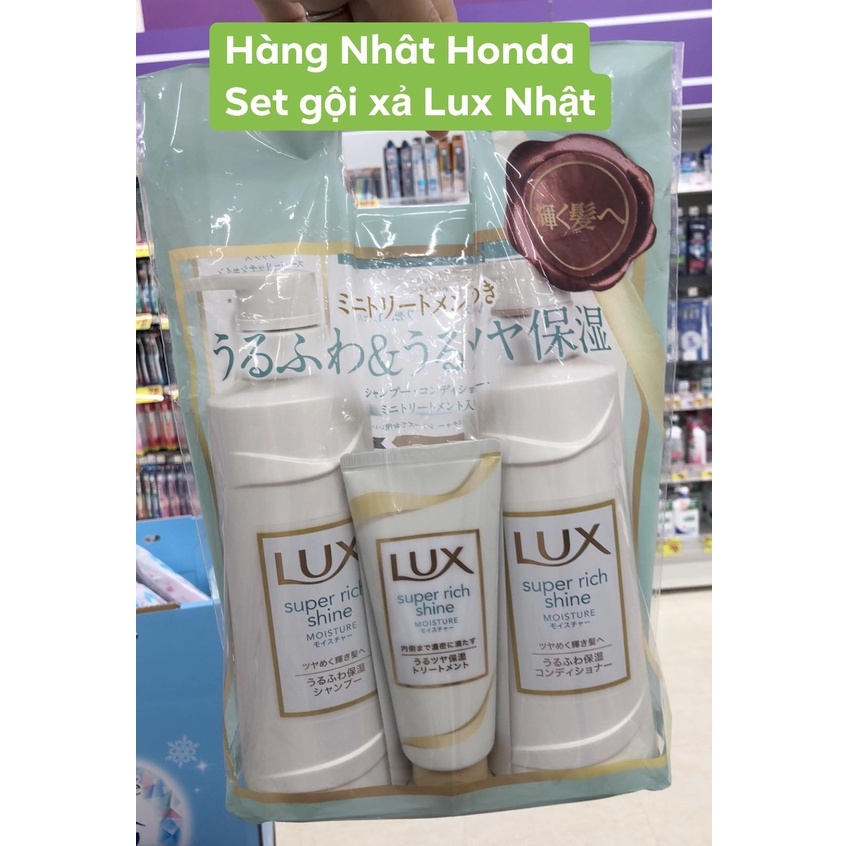 Hàng Nhât Honda
Set gội xả Lux Nhật
輝く髪へ
ミニトリートメントつき
うるふわ&うるツヤ保湿
シャンプー・コンディショナー・
ミニトリートメント入
LUX
super rich
shine
MOISTURE
モイスチャー
ツヤめく輝き髪へ
うるふわ保湿
シャンプー
LUX
super rich
shine
MOISTURE
モイスチャー
内側まで濃密に満たす
うるツヤ保湿
トリートメント
LUX
super rich
shine
MOISTURE
モイスチャー
ツヤめく輝き髪へ
うるふわ保湿
コンディショナー